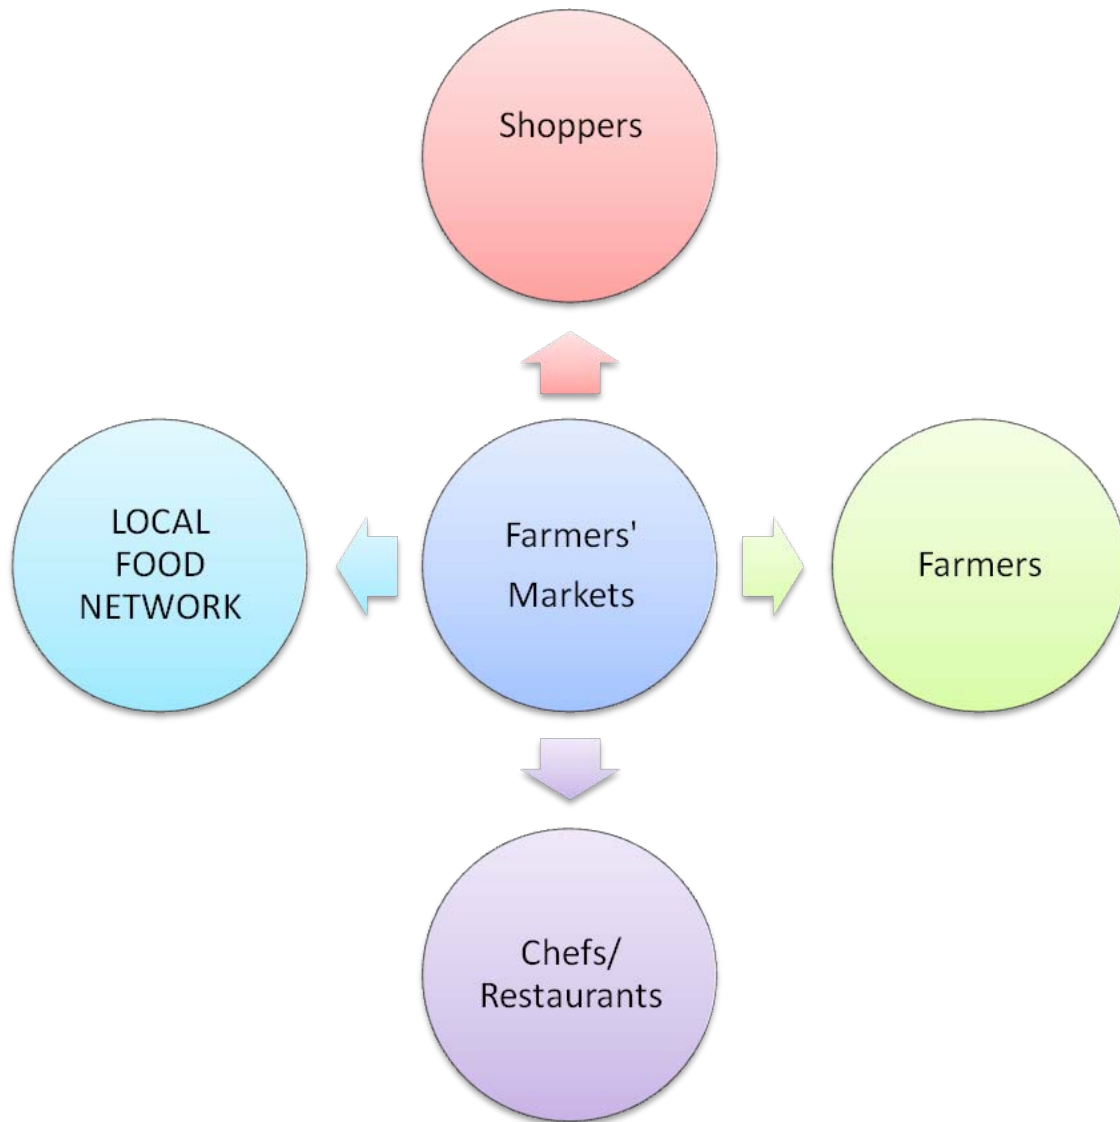 Shoppers
LOCAL
FOOD
NETWORK
Farmers'
Markets
Farmers
Chefs/
Restaurants